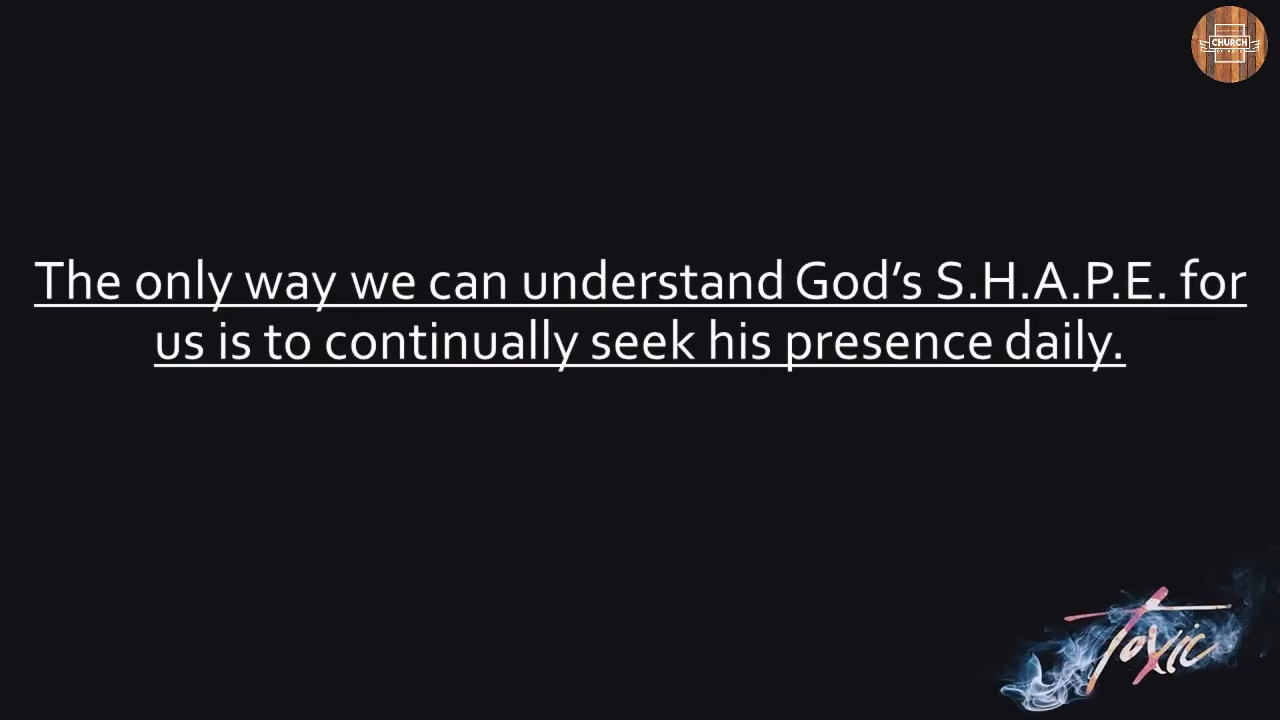 CHURCH
The only way we can understand God’s S.H.A.P.E. for
us is to continually seek his presence daily.
Toxic